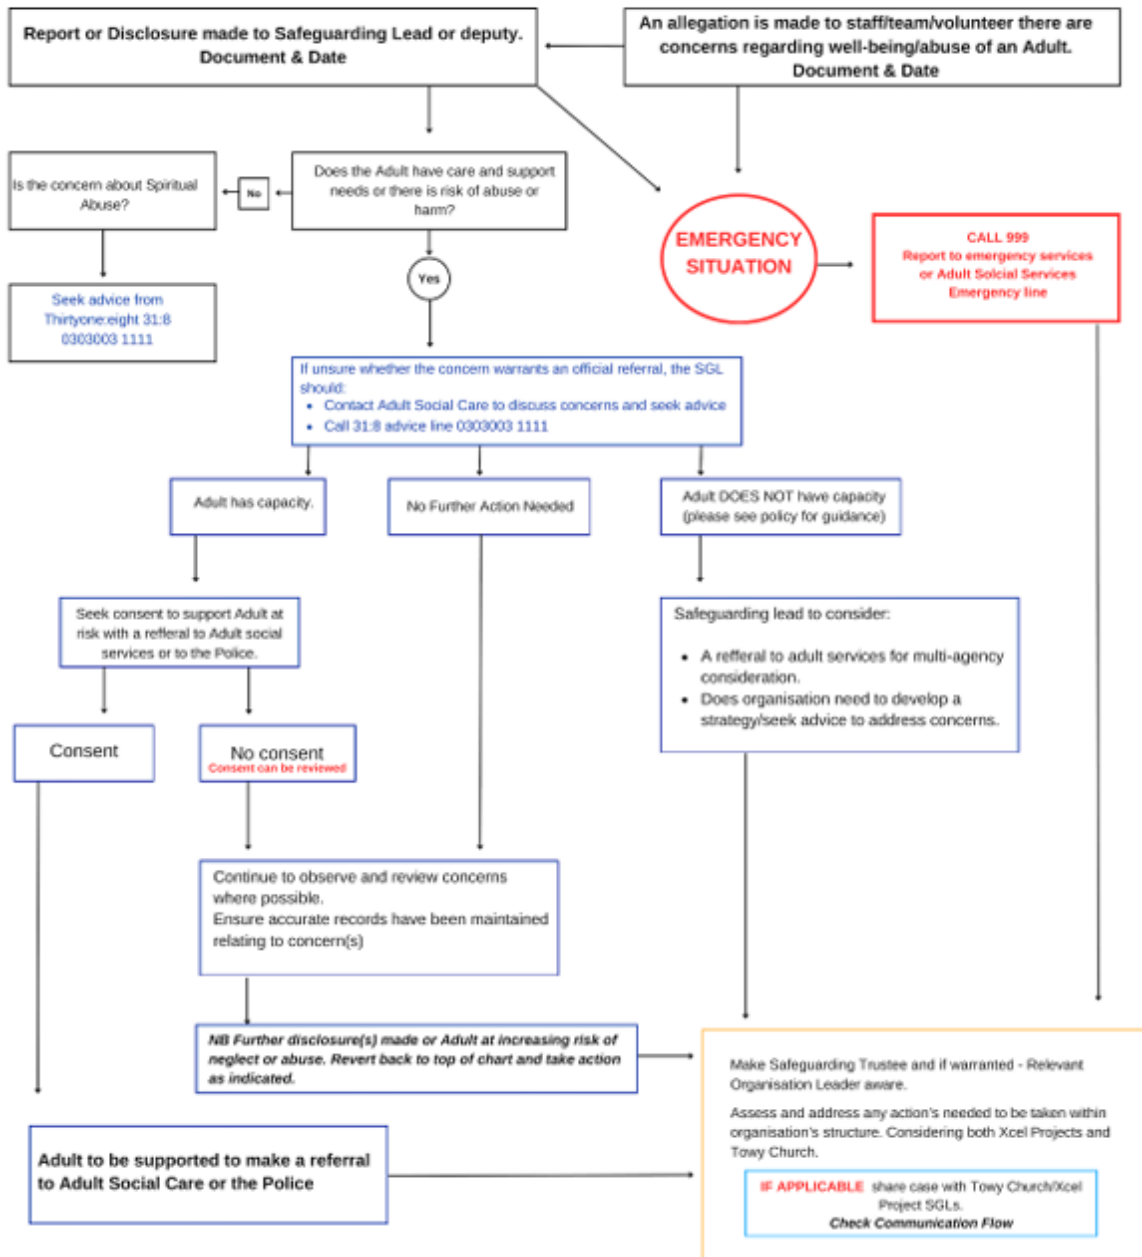 Report or Disclosure made to Safeguarding Lead or deputy.
Document & Date
An allegation is made to staff/team/volunteer there are
concerns regarding well-being/abuse of an Adult.
Document & Date
Is the concern about Spiritual
Abuse?
No
Does the Adult have care and support
needs or there is risk of abuse or
harm?
EMERGENCY
SITUATION
CALL 999
Report to emergency services
or Adult Solcial Services
Emergency line
Yes
Seek advice from
Thirtyone:eight 31:8
0303003 1111
If unsure whether the concern warrants an official referral, the SGL
should:
• Contact Adult Social Care to discuss concerns and seek advice
• Call 31:8 advice line 0303003 1111
Adult has capacity.
No Further Action Needed
Adult DOES NOT have capacity
(please see policy for guidance)
Seek consent to support Adult at
risk with a refferal to Adult social
services or to the Police.
Safeguarding lead to consider:
• A refferal to adult services for multi-agency
consideration.
• Does organisation need to develop a
strategy/seek advice to address concerns.
Consent
No consent
Consent can be reviewed
Continue to observe and review concerns
where possible.
Ensure accurate records have been maintained
relating to concern(s)
NB Further disclosure(s) made or Adult at increasing risk of
neglect or abuse. Revert back to top of chart and take action
as indicated.
Make Safeguarding Trustee and if warranted - Relevant
Organisation Leader aware.
Assess and address any action's needed to be taken within
organisation's structure. Considering both Xcel Projects and
Towy Church.
Adult to be supported to make a referral
to Adult Social Care or the Police
IF APPLICABLE share case with Towy Church/Xcel
Project SGLs.
Check Communication Flow